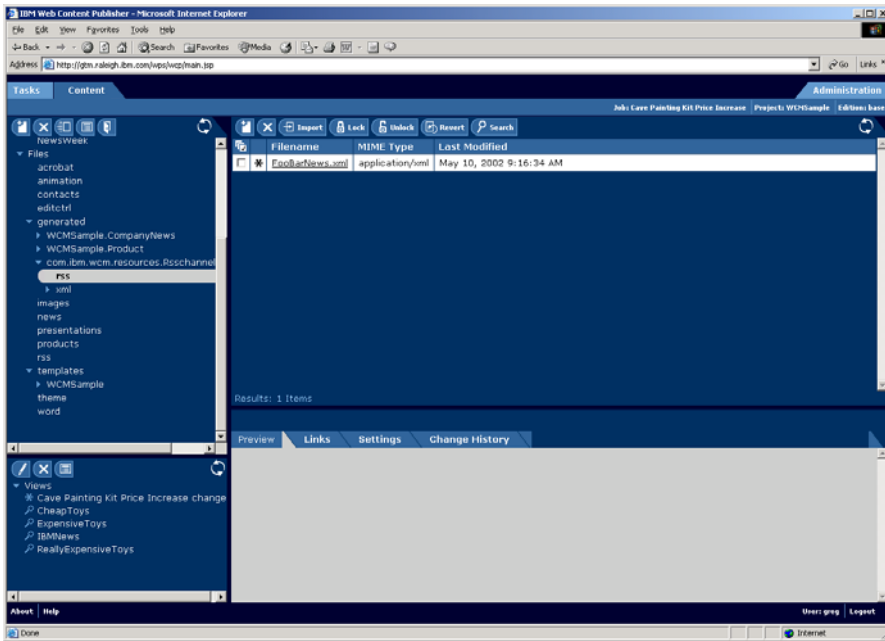 IBM Web Content Publisher - Microsoft Internet Explorer
File Edit View Favorites Tools Help
Back Search Favorites Media
Address http://gtm.raleigh.ibm.com/wps/wcp/main.jsp Go Links »
Tasks Content Administration
Job: Cave Painting Kit Price Increase Project: WCMSample Edition: base
Import Lock Unlock Revert Search
NewsWeek
Files
acrobat
animation
contacts
editctrl
generated
WCMSample.CompanyNews
WCMSample.Product
com.ibm.wcm.resources.Rsschannel
rss
xml
images
news
presentations
products
rss
templates
WCMSample
theme
word
Filename MIME Type Last Modified
FooBarNews.xml application/xml May 10, 2002 9:16:34 AM
Results: 1 Items
Preview Links Settings Change History
Views
Cave Painting Kit Price Increase change
CheapToys
ExpensiveToys
IBMNews
ReallyExpensiveToys
About Help User: greg Logout
Done Internet